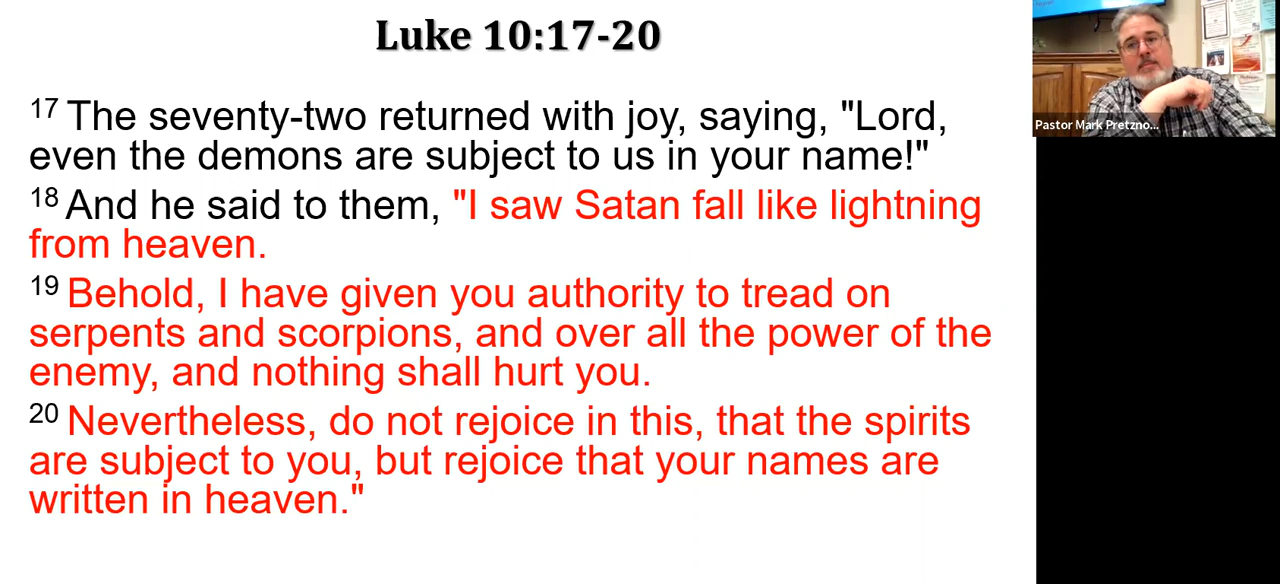 Luke 10:17-20
17 The seventy-two returned with joy, saying, "Lord,
even the demons are subject to us in your name!"
18 And he said to them, "I saw Satan fall like lightning
from heaven.
19 Behold, I have given you authority to tread on
serpents and scorpions, and over all the power of the
enemy, and nothing shall hurt you.
20 Nevertheless, do not rejoice in this, that the spirits
are subject to you, but rejoice that your names are
written in heaven."
Pastor Mark Pretzno...